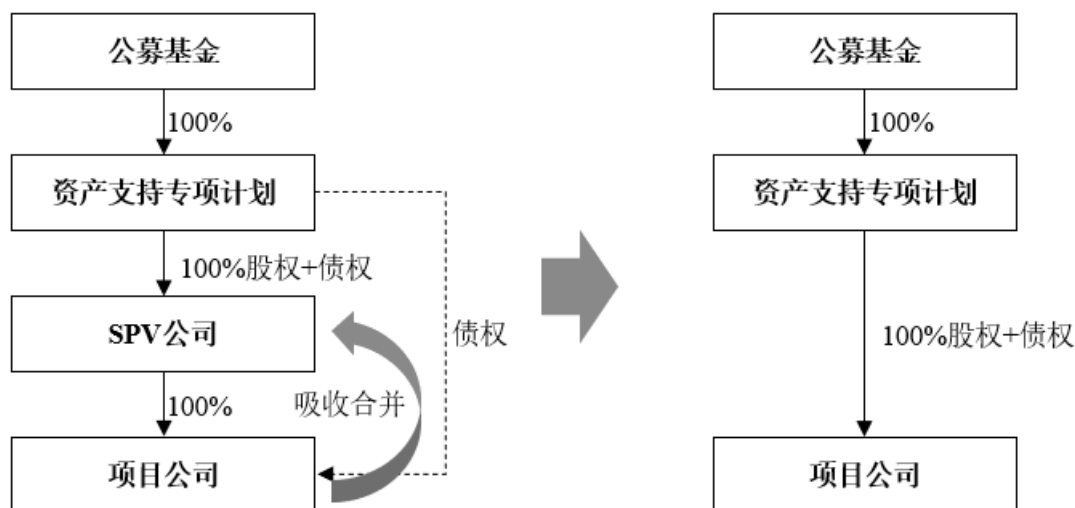 公募基金
100%
资产支持专项计划
100%股权+债权
SPV公司
债权
吸收合并
100%
项目公司
公募基金
100%
资产支持专项计划
100%股权+债权
项目公司